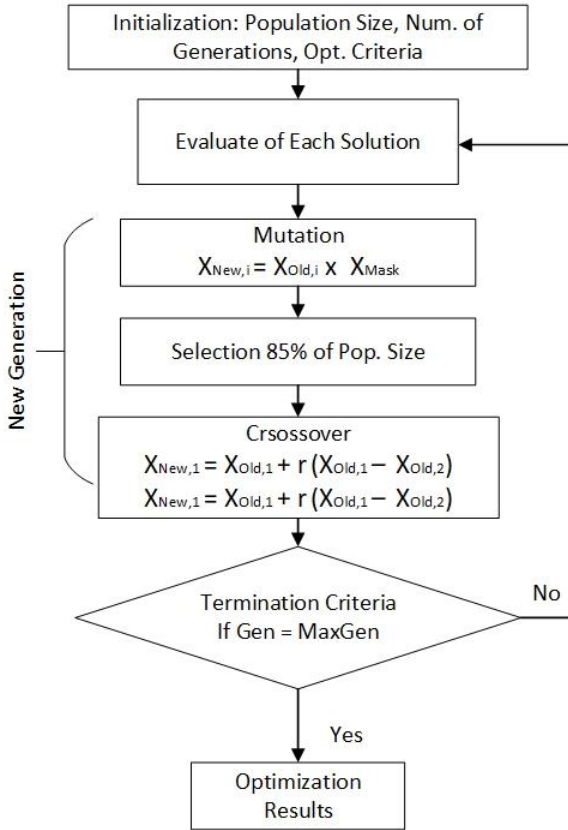 Initialization: Population Size, Num. of
Generations, Opt. Criteria
Evaluate of Each Solution
New Generation
Mutation
XNew,i = XOld,i x XMask
Selection 85% of Pop. Size
Crsossover
XNew,1 = XOld,1 + r (XOld,1 − XOld,2)
XNew,1 = XOld,1 + r (XOld,1 − XOld,2)
Termination Criteria
If Gen = MaxGen
No
Yes
Optimization
Results